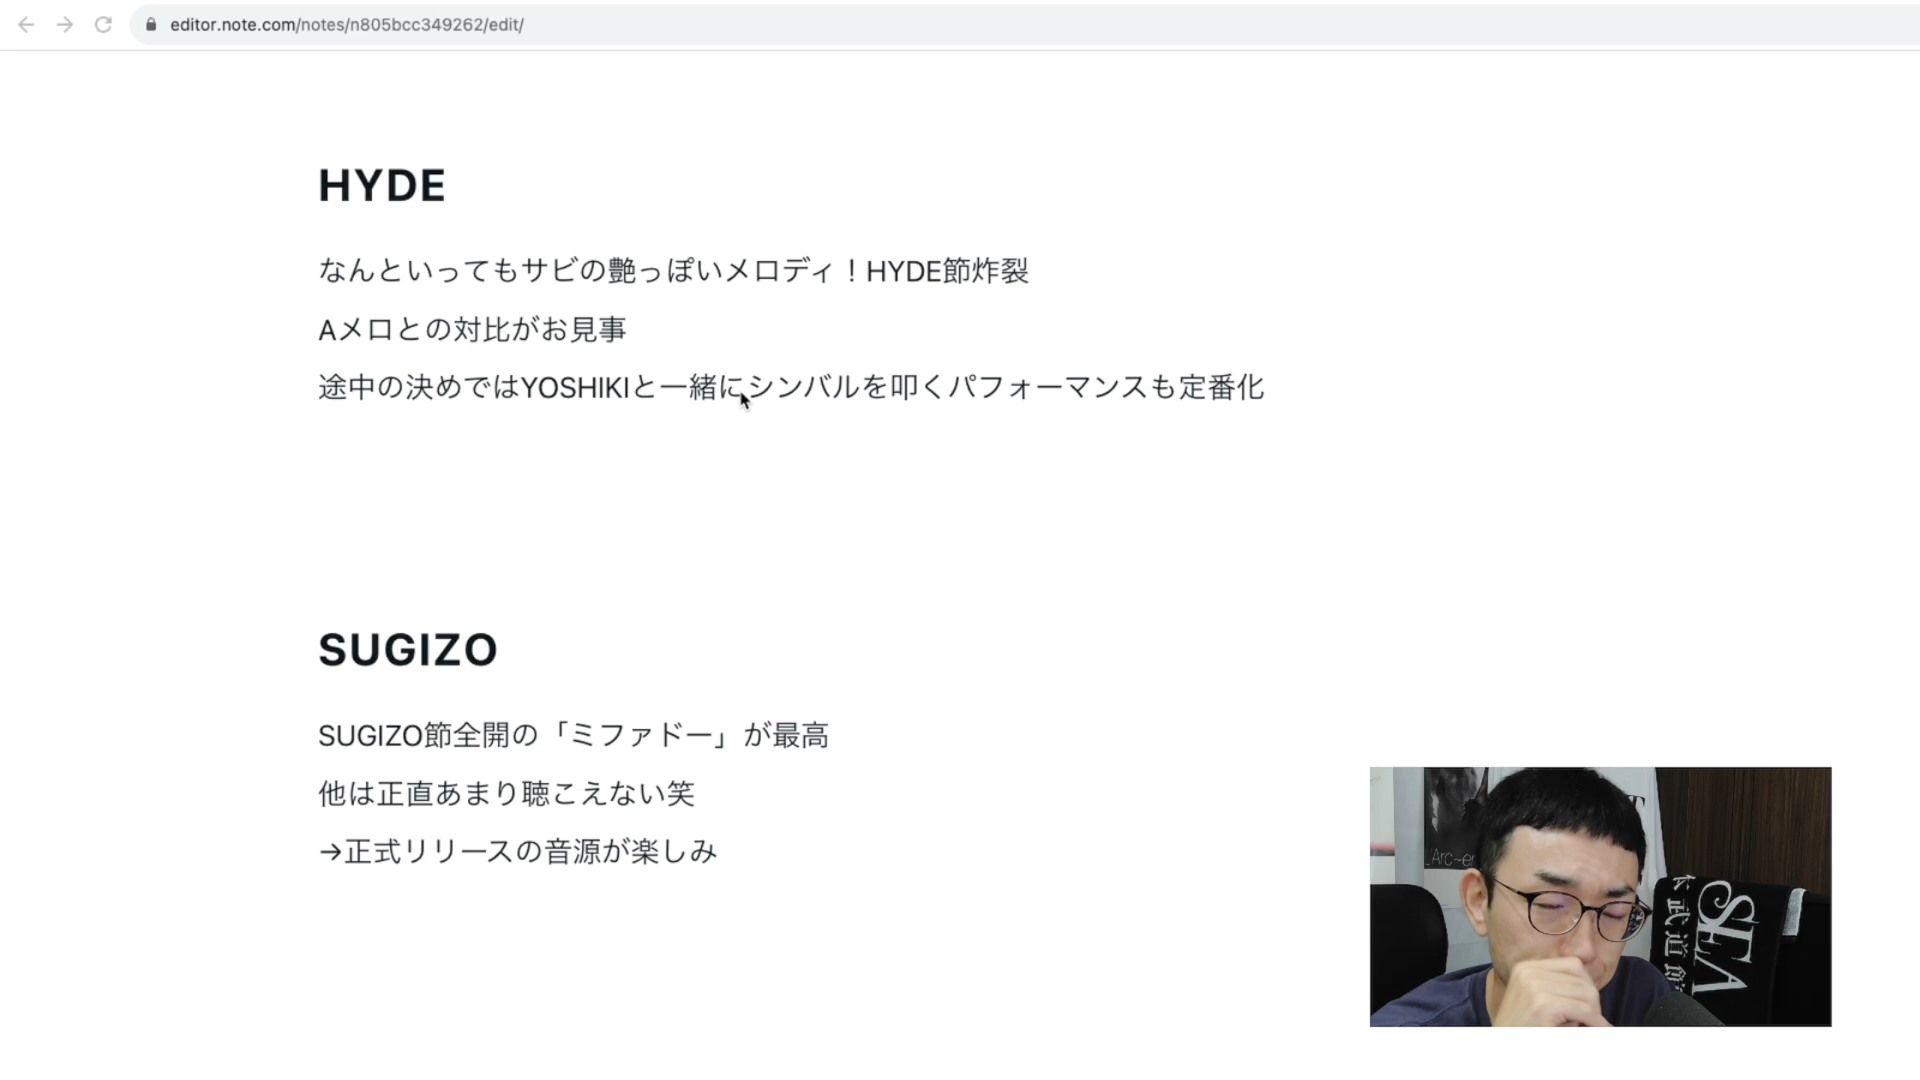 editor.note.com/notes/n805bcc349262/edit/
HYDE
なんといってもサビの艶っぽいメロディ！HYDE節炸裂
Aメロとの対比がお見事
途中の決めではYOSHIKIと一緒にシンバルを叩くパフォーマンスも定番化
SUGIZO
SUGIZO節全開の「ミファドー」が最高
他は正直あまり聴こえない笑
→正式リリースの音源が楽しみ
_Arc~e
武道館